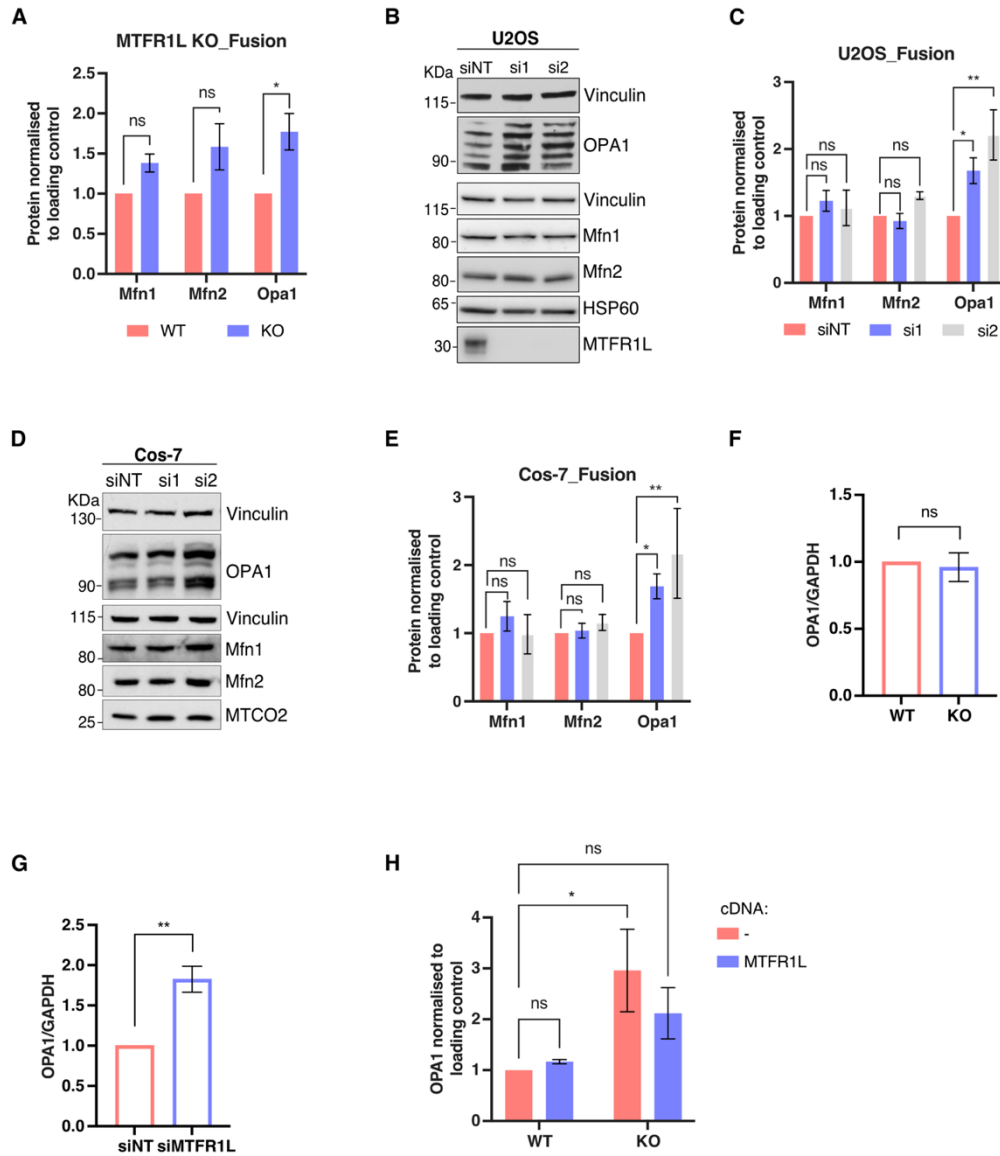 A
MTFR1L KO_Fusion
Protein normalised
to loading control
2.5
2.0
1.5
1.0
0.5
0.0
ns
ns
*
Mfn1
Mfn2
Opa1
WT
KO
B
U2OS
KDa
siNT
si1
si2
115-
Vinculin
90-
OPA1
115-
Vinculin
80-
Mfn1
80-
Mfn2
65-
HSP60
30-
MTFR1L
C
U2OS_Fusion
Protein normalised
to loading control
3
2
1
0
ns
ns
ns
ns
**
*
Mfn1
Mfn2
Opa1
siNT
si1
si2
D
Cos-7
siNT
si1
si2
KDa
130-
Vinculin
90-
OPA1
115-
Vinculin
80-
Mfn1
80-
Mfn2
25-
MTCO2
E
Cos-7_Fusion
Protein normalised
to loading control
3
2
1
0
ns
ns
ns
ns
**
*
Mfn1
Mfn2
Opa1
F
OPA1/GAPDH
1.5
1.0
0.5
0.0
ns
WT
KO
G
OPA1/GAPDH
2.5
2.0
1.5
1.0
0.5
0.0
**
siNT
siMTFR1L
H
OPA1 normalised to
loading control
4
3
2
1
0
ns
*
ns
WT
KO
cDNA:
-
MTFR1L